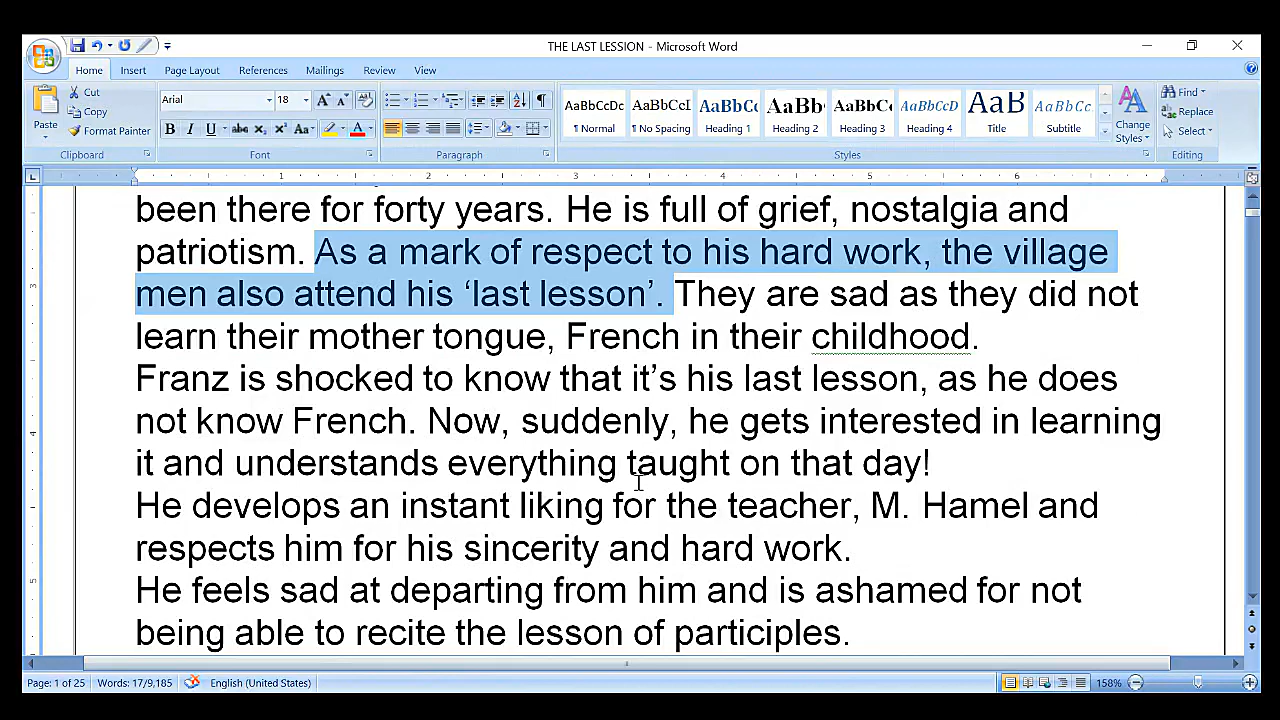 THE LAST LESSION - Microsoft Word
Home Insert Page Layout References Mailings Review View
Paste
Cut
Copy
Format Painter
Clipboard
Arial 18
Font
Paragraph
AaBbCcDc AaBbCcI AaBbCc AaBbC AaBbC AaBbCcD AaB AaBbCcD
¶ Normal ¶ No Spacing Heading 1 Heading 2 Heading 3 Heading 4 Title Subtitle
Change
Styles
Styles
Find
Replace
Select
Editing
1 2 3 4 5 6
been there for forty years. He is full of grief, nostalgia and
patriotism. As a mark of respect to his hard work, the village
men also attend his ‘last lesson’. They are sad as they did not
learn their mother tongue, French in their childhood.
Franz is shocked to know that it’s his last lesson, as he does
not know French. Now, suddenly, he gets interested in learning
it and understands everything taught on that day!
He develops an instant liking for the teacher, M. Hamel and
respects him for his sincerity and hard work.
He feels sad at departing from him and is ashamed for not
being able to recite the lesson of participles.
Page: 1 of 25 Words: 17/9,185 English (United States) 158%